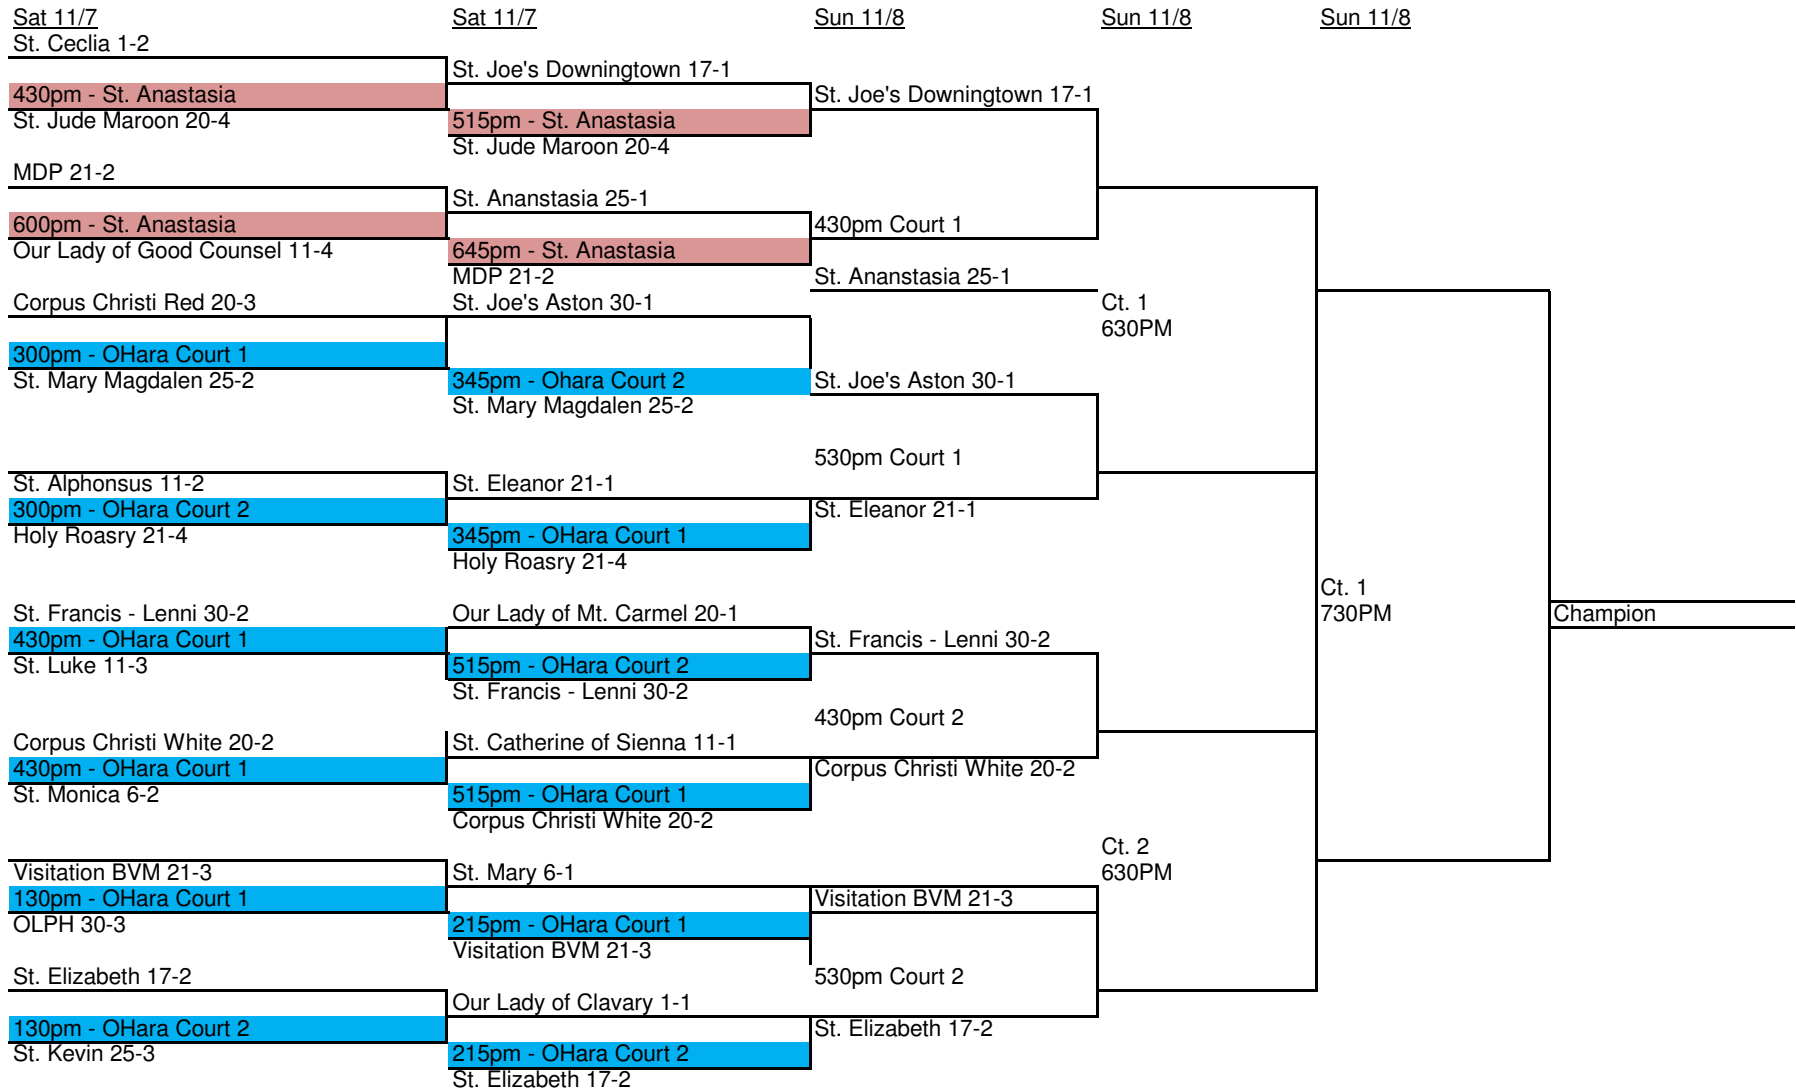 Sat 11/7
Sat 11/7
Sun 11/8
Sun 11/8
Sun 11/8
St. Ceclia 1-2
St. Joe's Downingtown 17-1
430pm - St. Anastasia
St. Joe's Downingtown 17-1
St. Jude Maroon 20-4
515pm - St. Anastasia
St. Jude Maroon 20-4
MDP 21-2
St. Ananstasia 25-1
600pm - St. Anastasia
430pm Court 1
Our Lady of Good Counsel 11-4
645pm - St. Anastasia
MDP 21-2
St. Ananstasia 25-1
Corpus Christi Red 20-3
St. Joe's Aston 30-1
Ct. 1
630PM
300pm - OHara Court 1
St. Mary Magdalen 25-2
345pm - Ohara Court 2
St. Joe's Aston 30-1
St. Mary Magdalen 25-2
530pm Court 1
St. Alphonsus 11-2
St. Eleanor 21-1
300pm - OHara Court 2
St. Eleanor 21-1
Holy Roasry 21-4
345pm - OHara Court 1
Holy Roasry 21-4
Ct. 1
St. Francis - Lenni 30-2
Our Lady of Mt. Carmel 20-1
730PM
Champion
430pm - OHara Court 1
St. Francis - Lenni 30-2
St. Luke 11-3
515pm - OHara Court 2
St. Francis - Lenni 30-2
430pm Court 2
Corpus Christi White 20-2
St. Catherine of Sienna 11-1
430pm - OHara Court 1
Corpus Christi White 20-2
St. Monica 6-2
515pm - OHara Court 1
Corpus Christi White 20-2
Ct. 2
630PM
Visitation BVM 21-3
St. Mary 6-1
130pm - OHara Court 1
Visitation BVM 21-3
OLPH 30-3
215pm - OHara Court 1
Visitation BVM 21-3
St. Elizabeth 17-2
530pm Court 2
Our Lady of Clavary 1-1
130pm - OHara Court 2
St. Elizabeth 17-2
St. Kevin 25-3
215pm - OHara Court 2
St. Elizabeth 17-2